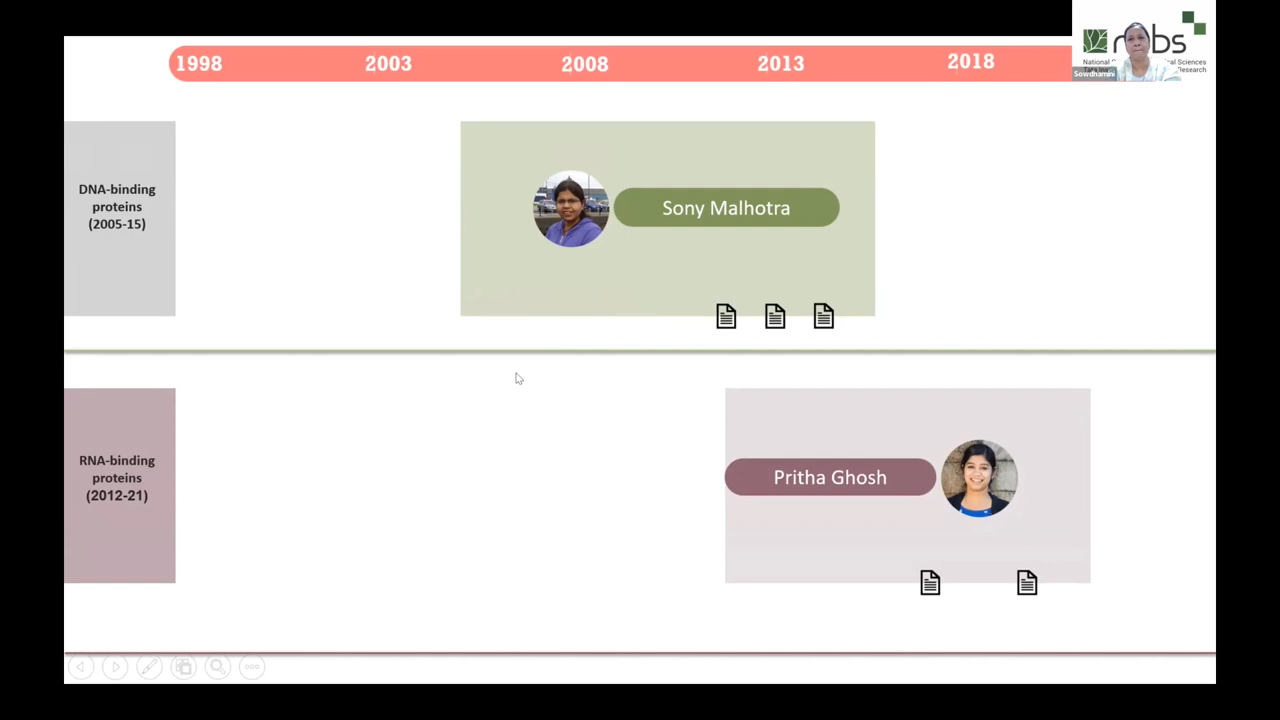 1998 2003 2008 2013 2018
Sowdhamini
DNA-binding
proteins
(2005-15)
Sony Malhotra
RNA-binding
proteins
(2012-21)
Pritha Ghosh